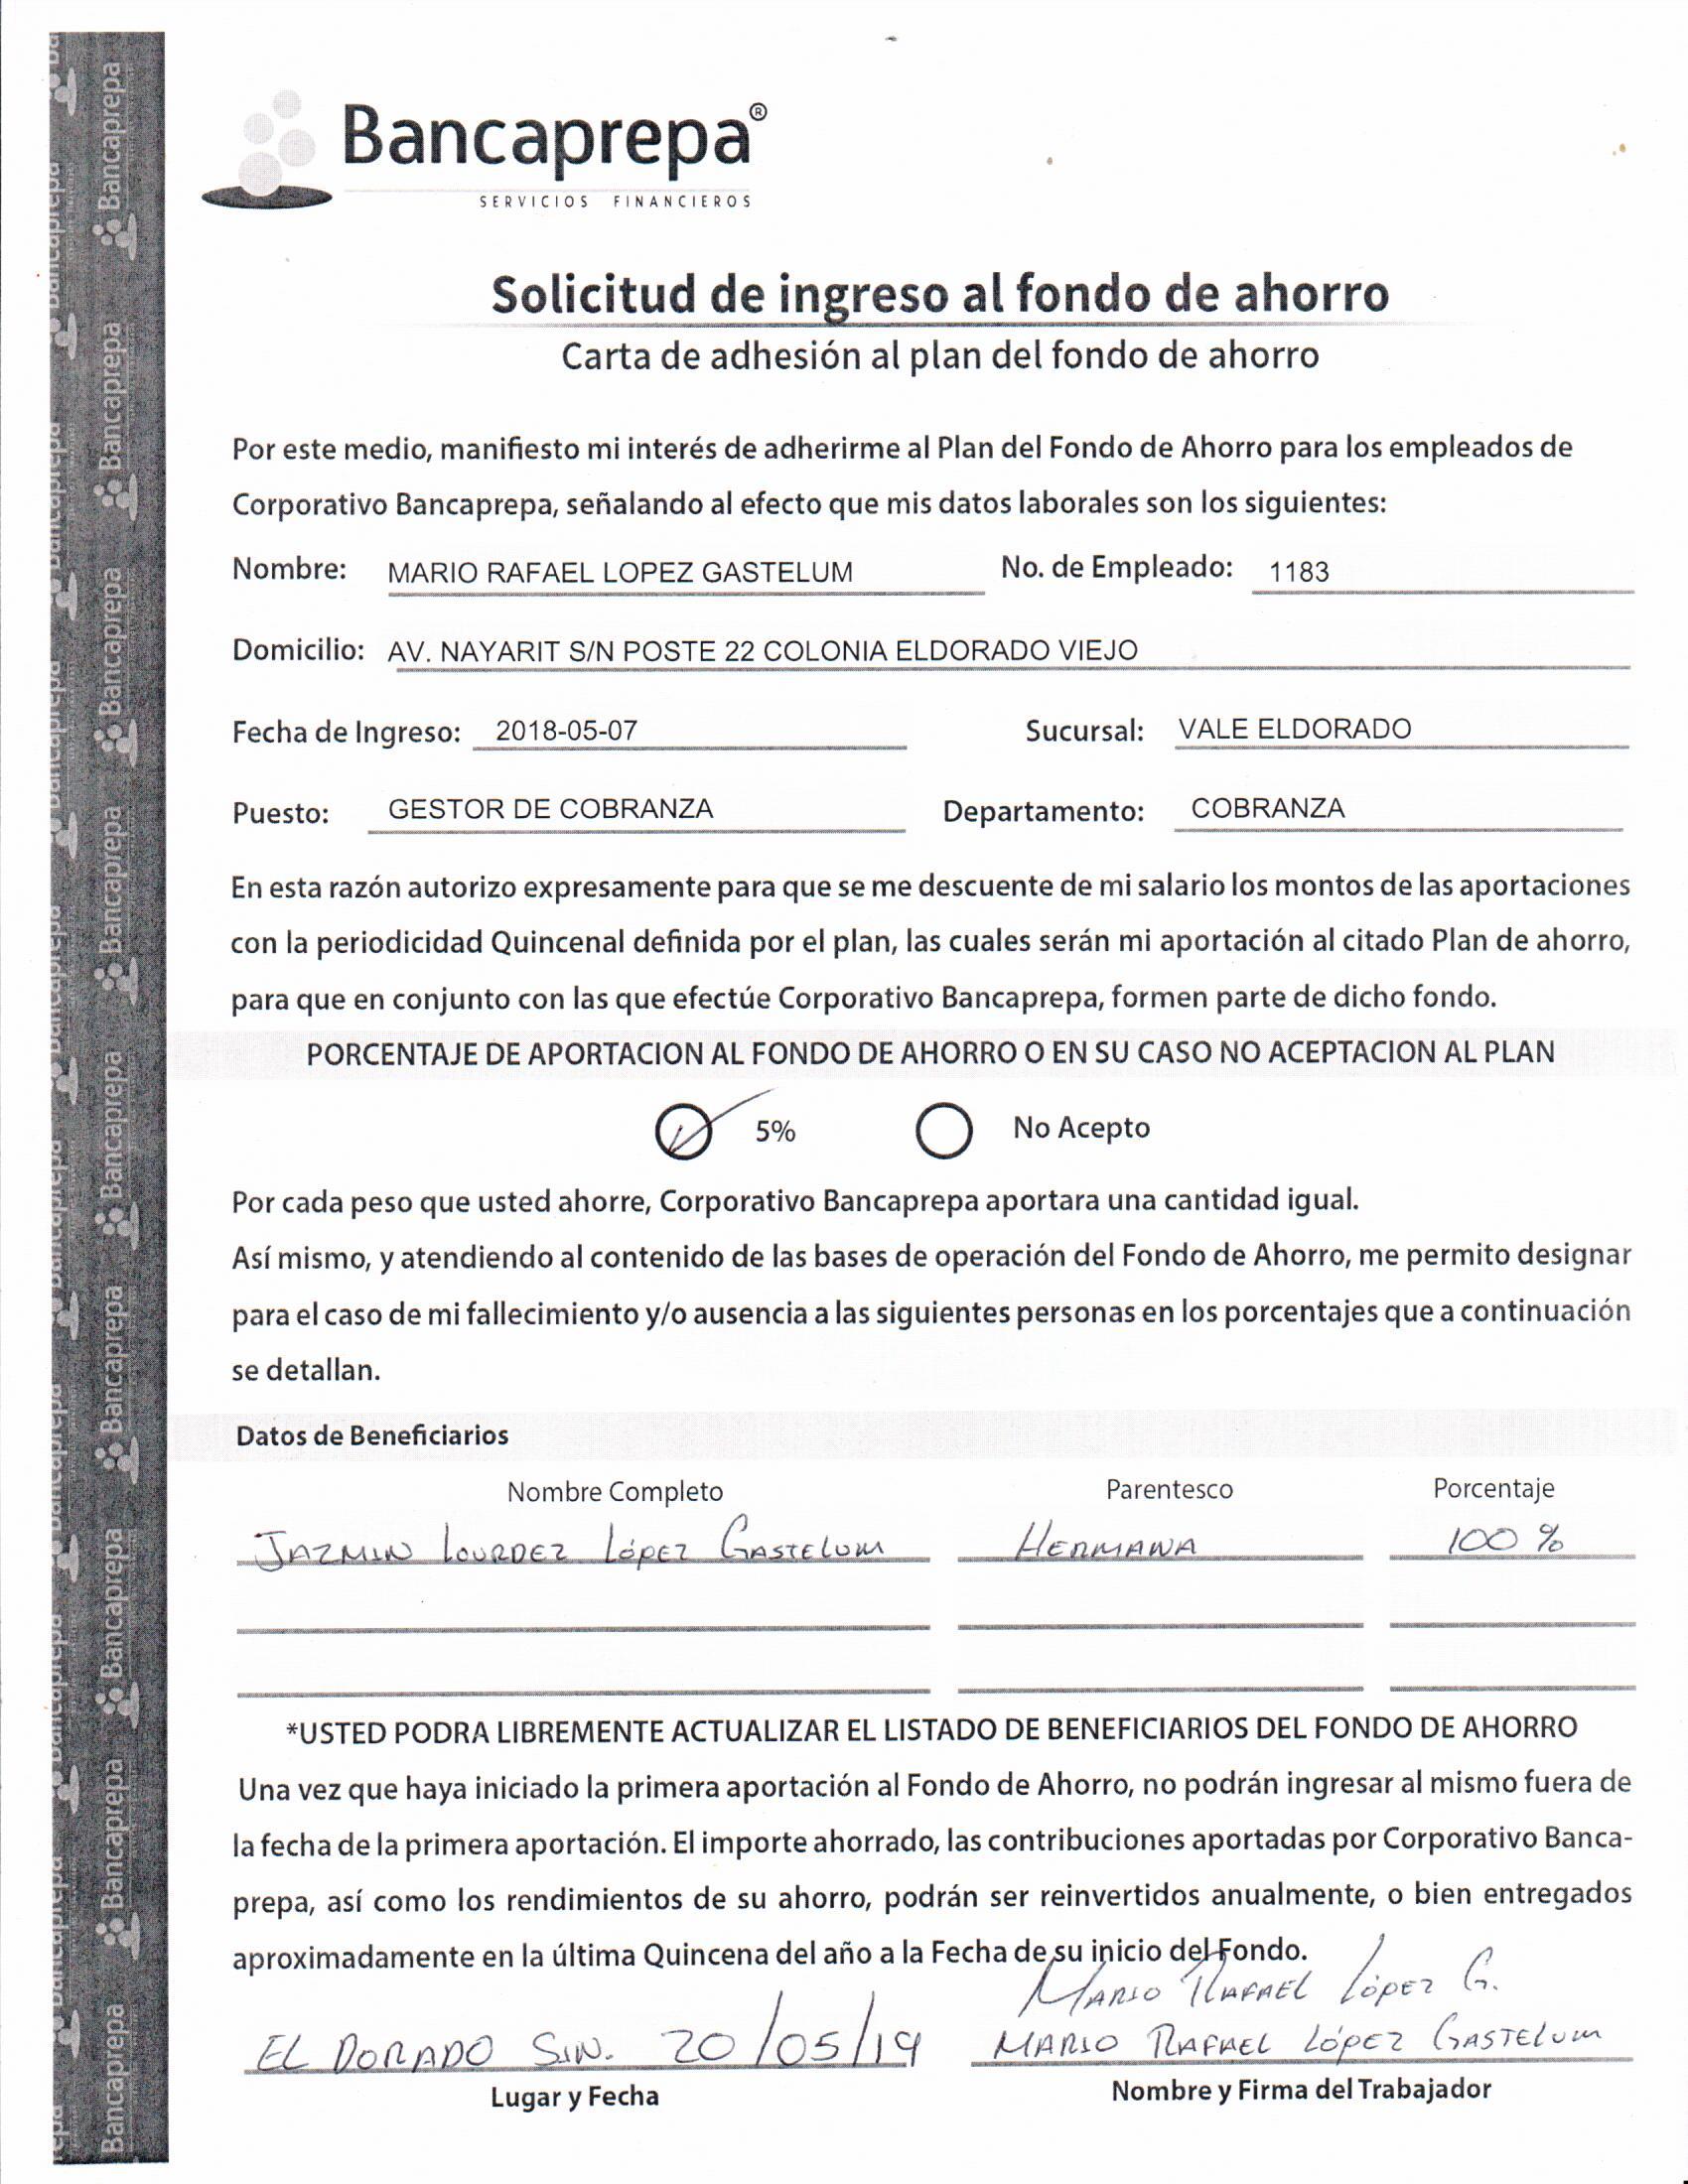 Bancaprepa®
SERVICIOS FINANCIEROS
Solicitud de ingreso al fondo de ahorro
Carta de adhesión al plan del fondo de ahorro
Por este medio, manifiesto mi interés de adherirme al Plan del Fondo de Ahorro para los empleados de
Corporativo Bancaprepa, señalando al efecto que mis datos laborales son los siguientes:
Nombre: MARIO RAFAEL LOPEZ GASTELUM No. de Empleado: 1183
Domicilio: AV. NAYARIT S/N POSTE 22 COLONIA ELDORADO VIEJO
Fecha de Ingreso: 2018-05-07 Sucursal: VALE ELDORADO
Puesto: GESTOR DE COBRANZA Departamento: COBRANZA
En esta razón autorizo expresamente para que se me descuente de mi salario los montos de las aportaciones
con la periodicidad Quincenal definida por el plan, las cuales serán mi aportación al citado Plan de ahorro,
para que en conjunto con las que efectúe Corporativo Bancaprepa, formen parte de dicho fondo.
PORCENTAJE DE APORTACION AL FONDO DE AHORRO O EN SU CASO NO ACEPTACION AL PLAN
5% No Acepto
Por cada peso que usted ahorre, Corporativo Bancaprepa aportara una cantidad igual.
Así mismo, y atendiendo al contenido de las bases de operación del Fondo de Ahorro, me permito designar
para el caso de mi fallecimiento y/o ausencia a las siguientes personas en los porcentajes que a continuación
se detallan.
Datos de Beneficiarios
Nombre Completo Parentesco Porcentaje
JAZMIN LOURDEZ LÓPEZ GASTELUM HERMANA 100 %
*USTED PODRA LIBREMENTE ACTUALIZAR EL LISTADO DE BENEFICIARIOS DEL FONDO DE AHORRO
Una vez que haya iniciado la primera aportación al Fondo de Ahorro, no podrán ingresar al mismo fuera de
la fecha de la primera aportación. El importe ahorrado, las contribuciones aportadas por Corporativo Banca-
prepa, así como los rendimientos de su ahorro, podrán ser reinvertidos anualmente, o bien entregados
aproximadamente en la última Quincena del año a la Fecha de su inicio del Fondo.
MARIO RAFAEL LÓPEZ G.
EL DORADO SIN. 20/05/19 MARIO RAFAEL LÓPEZ GASTELUM
Lugar y Fecha Nombre y Firma del Trabajador